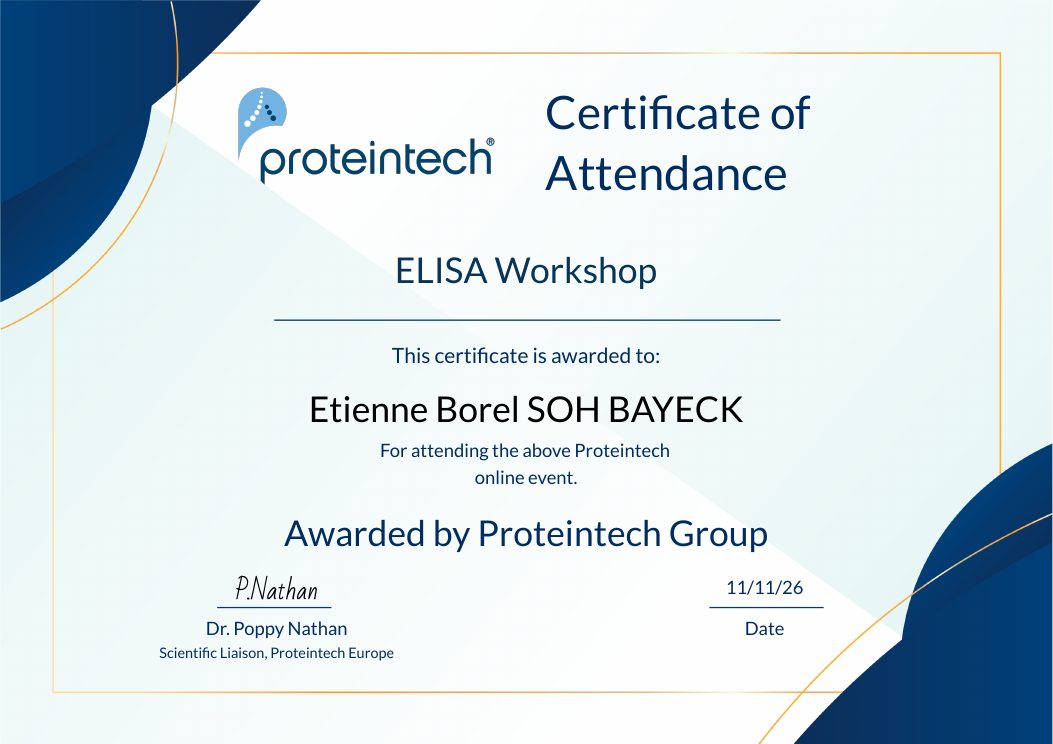 proteintech®
Certificate of
Attendance
ELISA Workshop
This certificate is awarded to:
Etienne Borel SOH BAYECK
For attending the above Proteintech
online event.
Awarded by Proteintech Group
P.Nathan
11/11/26
Dr. Poppy Nathan
Date
Scientific Liaison, Proteintech Europe